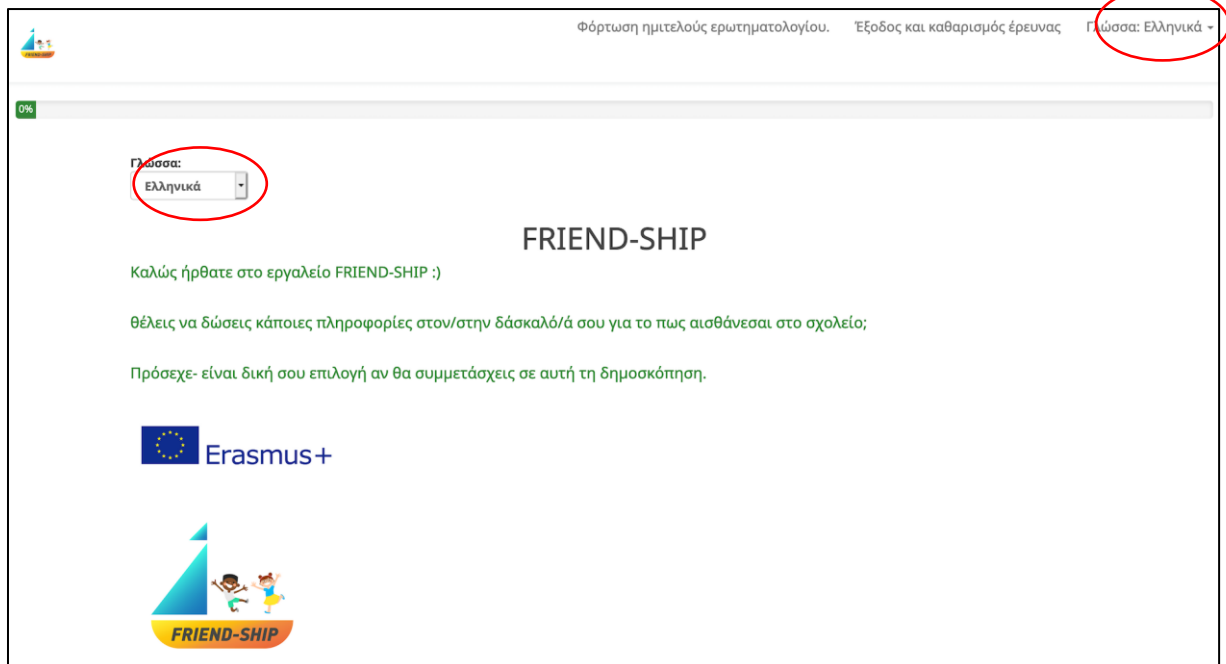 Φόρτωση ημιτελούς ερωτηματολογίου. Έξοδος και καθαρισμός έρευνας Γλώσσα: Ελληνικά
FRIEND-SHIP
0%
Γλώσσα:
Ελληνικά
FRIEND-SHIP
Καλώς ήρθατε στο εργαλείο FRIEND-SHIP :)
θέλεις να δώσεις κάποιες πληροφορίες στον/στην δάσκαλό/ά σου για το πως αισθάνεσαι στο σχολείο;
Πρόσεχε- είναι δική σου επιλογή αν θα συμμετάσχεις σε αυτή τη δημοσκόπηση.
Erasmus+
FRIEND-SHIP